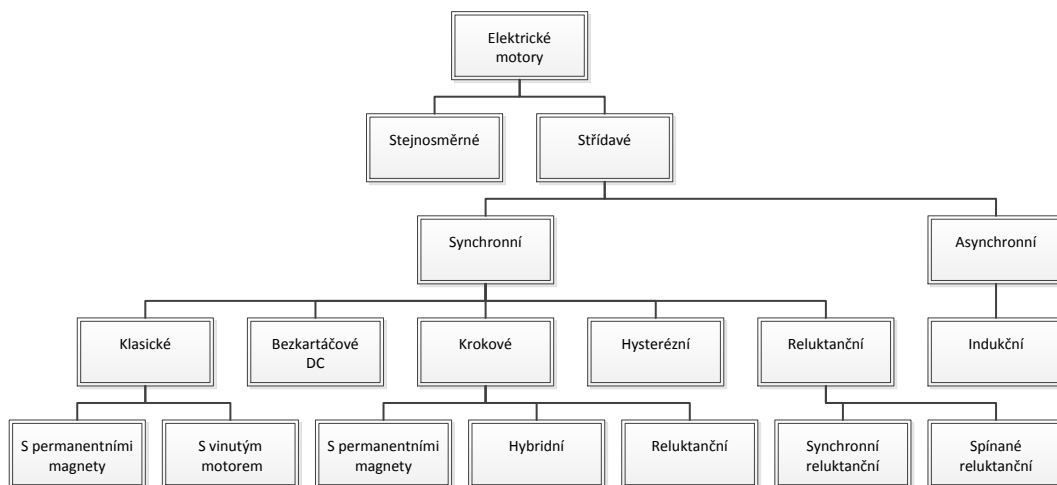 Elektrické
motory
Stejnosměrné
Střídavé
Synchronní
Asynchronní
Klasické
Bezkartáčové
DC
Krokové
Hysterézní
Reluktanční
Indukční
S permanentními
magnety
S vinutým
motorem
S permanentními
magnety
Hybridní
Reluktanční
Synchronní
reluktanční
Spínané
reluktanční